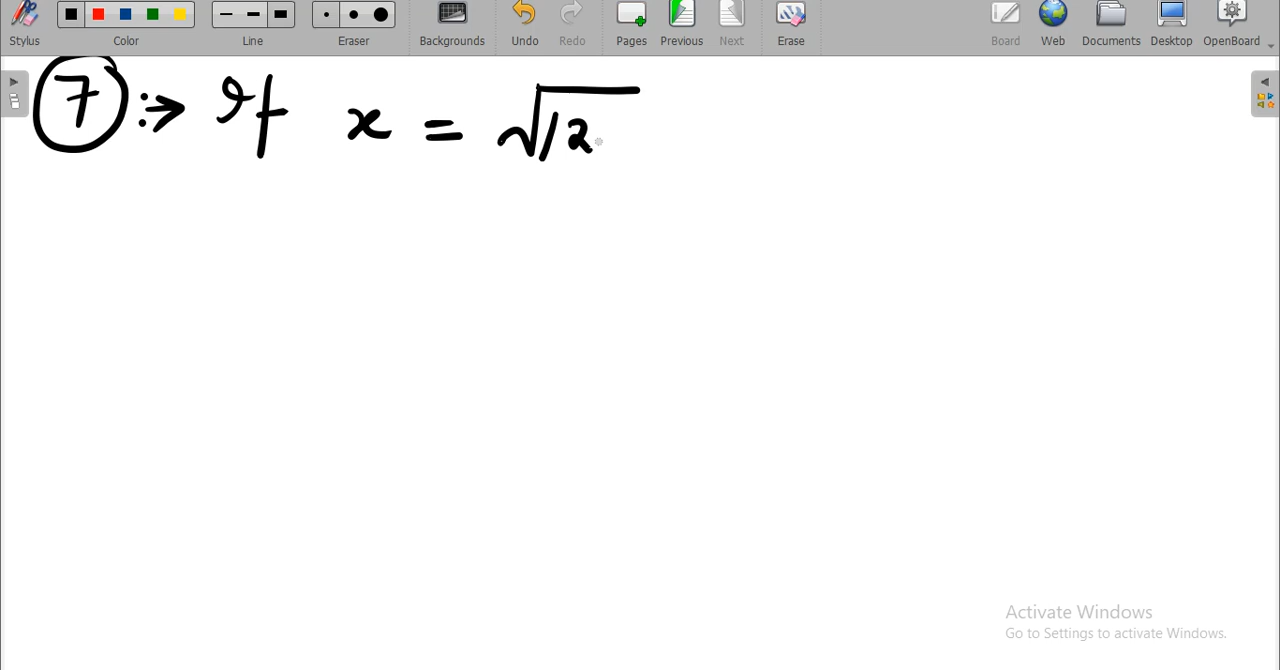 Stylus Color Line Eraser Backgrounds Undo Redo Pages Previous Next Erase Board Web Documents Desktop OpenBoard
7 :→ If x = √12
Activate Windows
Go to Settings to activate Windows.